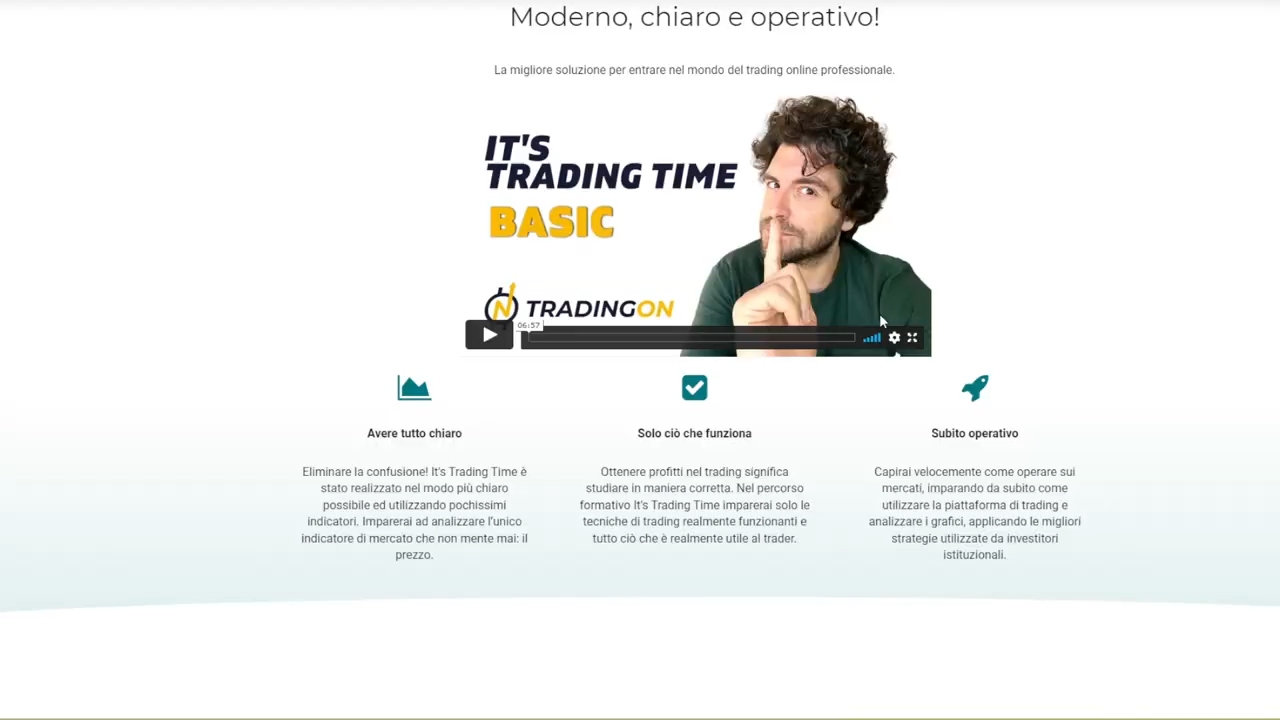 Moderno, chiaro e operativo!
La migliore soluzione per entrare nel mondo del trading online professionale.
IT'S
TRADING TIME
BASIC
TRADINGON
06:57
Avere tutto chiaro
Eliminare la confusione! It's Trading Time è
stato realizzato nel modo più chiaro
possibile ed utilizzando pochissimi
indicatori. Imparerai ad analizzare l'unico
indicatore di mercato che non mente mai: il
prezzo.
Solo ciò che funziona
Ottenere profitti nel trading significa
studiare in maniera corretta. Nel percorso
formativo It's Trading Time imparerai solo le
tecniche di trading realmente funzionanti e
tutto ciò che è realmente utile al trader.
Subito operativo
Capirai velocemente come operare sui
mercati, imparando da subito come
utilizzare la piattaforma di trading e
analizzare i grafici, applicando le migliori
strategie utilizzate da investitori
istituzionali.